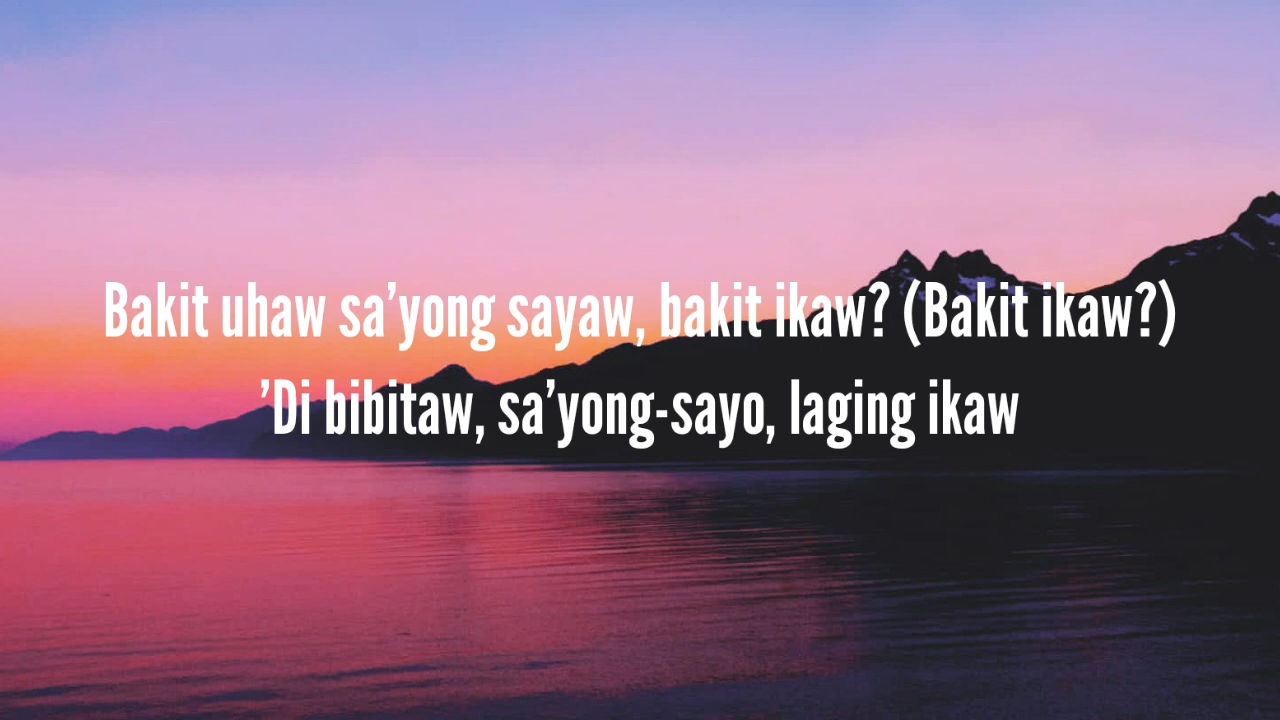 Bakit uhaw sa’yong sayaw, bakit ikaw? (Bakit ikaw?)
’Di bibitaw, sa’yong-sayo, laging ikaw